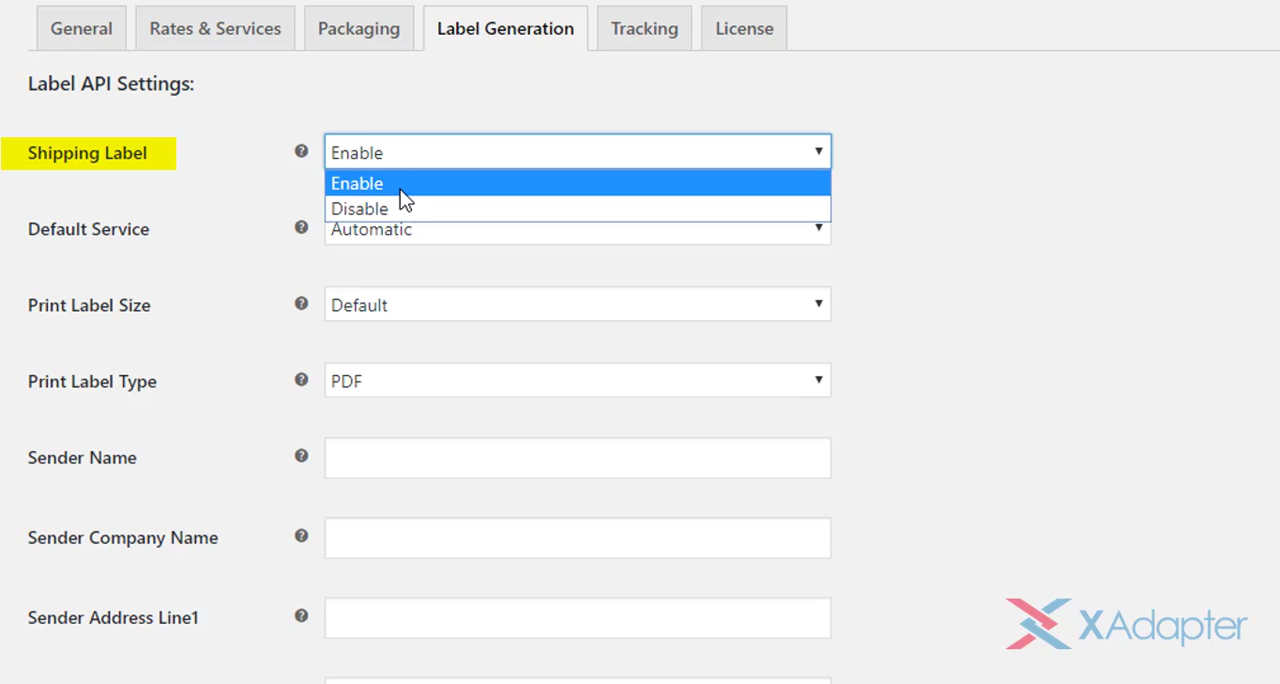 General
Rates & Services
Packaging
Label Generation
Tracking
License
Label API Settings:
Shipping Label
Enable
Enable
Disable
Default Service
Automatic
Print Label Size
Default
Print Label Type
PDF
Sender Name
Sender Company Name
Sender Address Line1
XAdapter